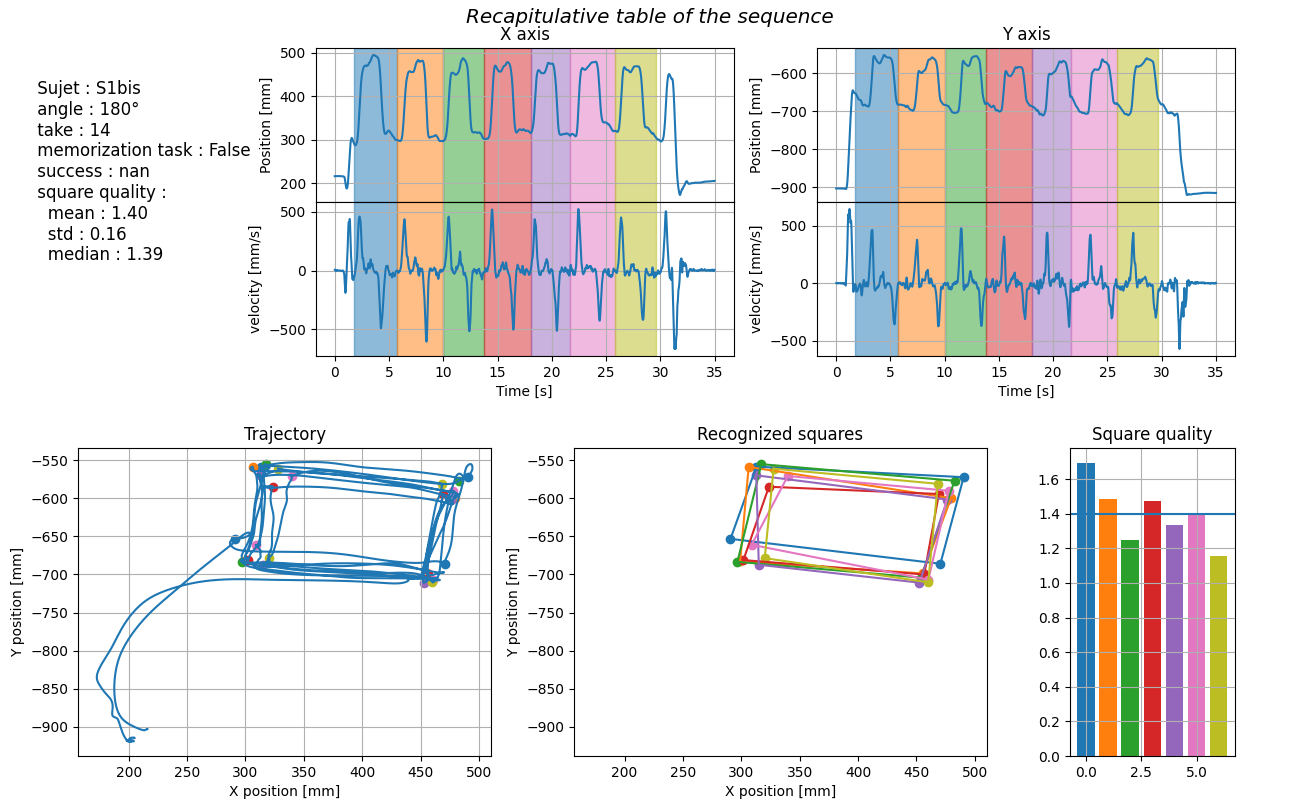 Recapitulative table of the sequence
X axis
Y axis
Sujet : S1bis
angle : 180°
take : 14
memorization task : False
success : nan
square quality :
mean : 1.40
std : 0.16
median : 1.39
Position [mm]
500
400
300
200
velocity [mm/s]
500
0
−500
0 5 10 15 20 25 30 35
Time [s]
Position [mm]
−600
−700
−800
−900
velocity [mm/s]
500
0
−500
0 5 10 15 20 25 30 35
Time [s]
Trajectory
Y position [mm]
−550
−600
−650
−700
−750
−800
−850
−900
200 250 300 350 400 450 500
X position [mm]
Recognized squares
Y position [mm]
−550
−600
−650
−700
−750
−800
−850
−900
200 250 300 350 400 450 500
X position [mm]
Square quality
1.6
1.4
1.2
1.0
0.8
0.6
0.4
0.2
0.0
0.0 2.5 5.0